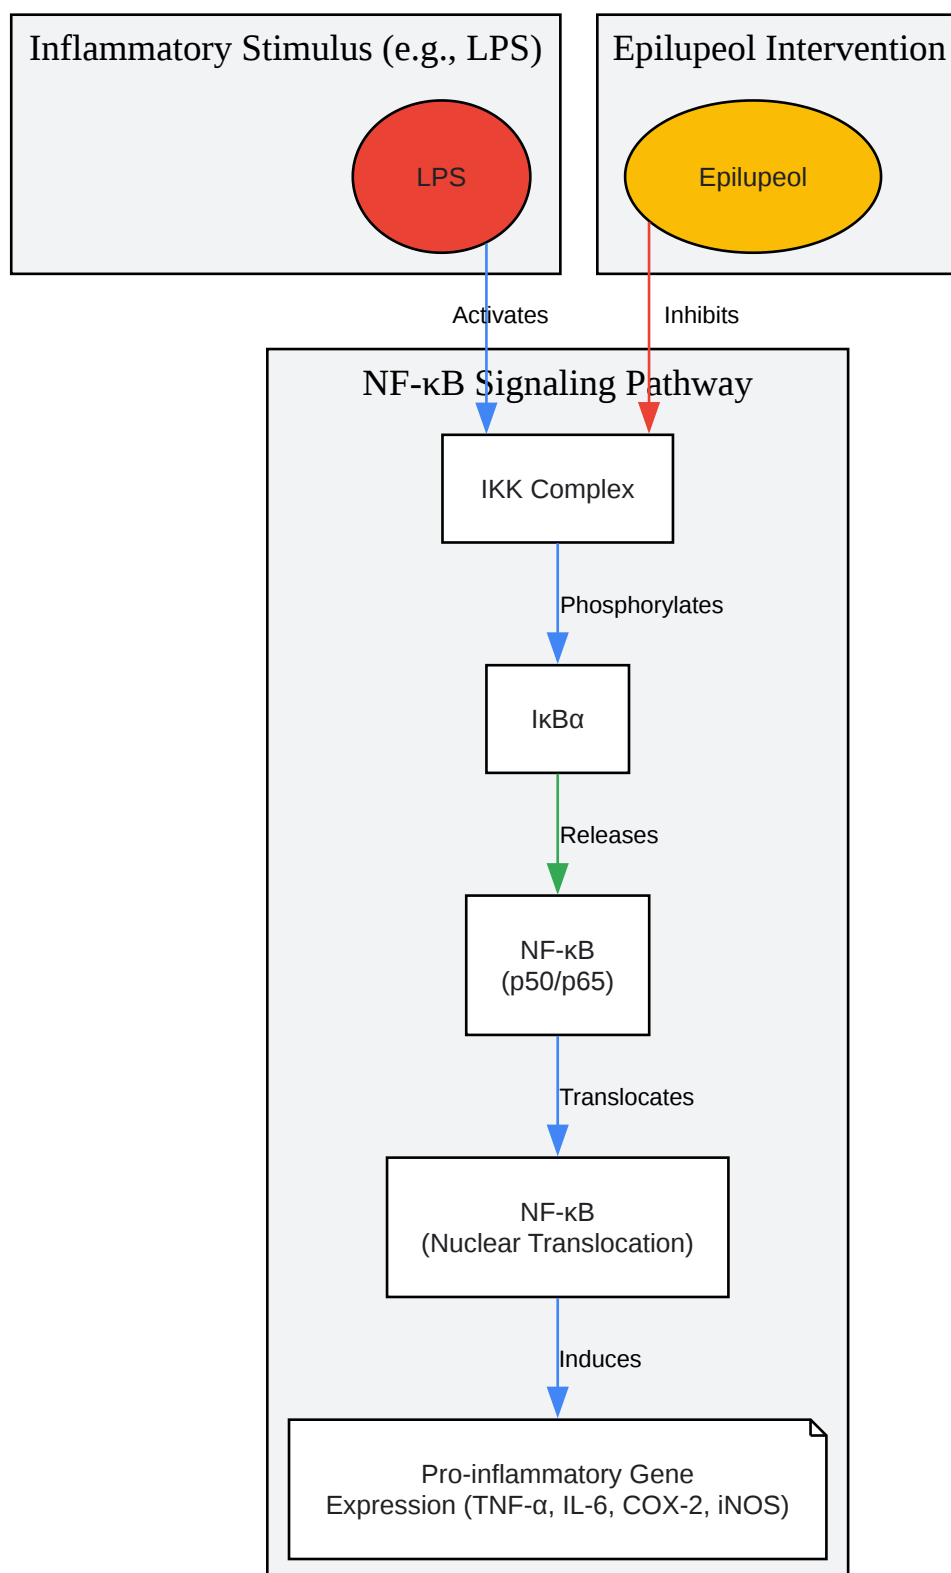 Inflammatory Stimulus (e.g., LPS)
Epilupeol Intervention
LPS
Epilupeol
Activates
Inhibits
NF-κB Signaling Pathway
IKK Complex
Phosphorylates
IκBα
Releases
NF-κB
(p50/p65)
Translocates
NF-κB
(Nuclear Translocation)
Induces
Pro-inflammatory Gene
Expression (TNF-α, IL-6, COX-2, iNOS)